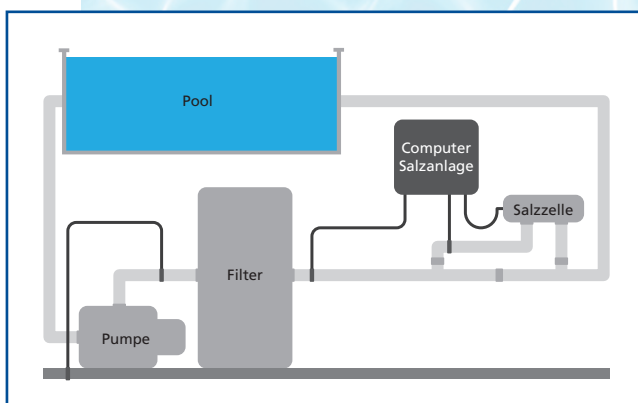 Pool
Computer
Salzanlage
Salzzelle
Filter
Pumpe